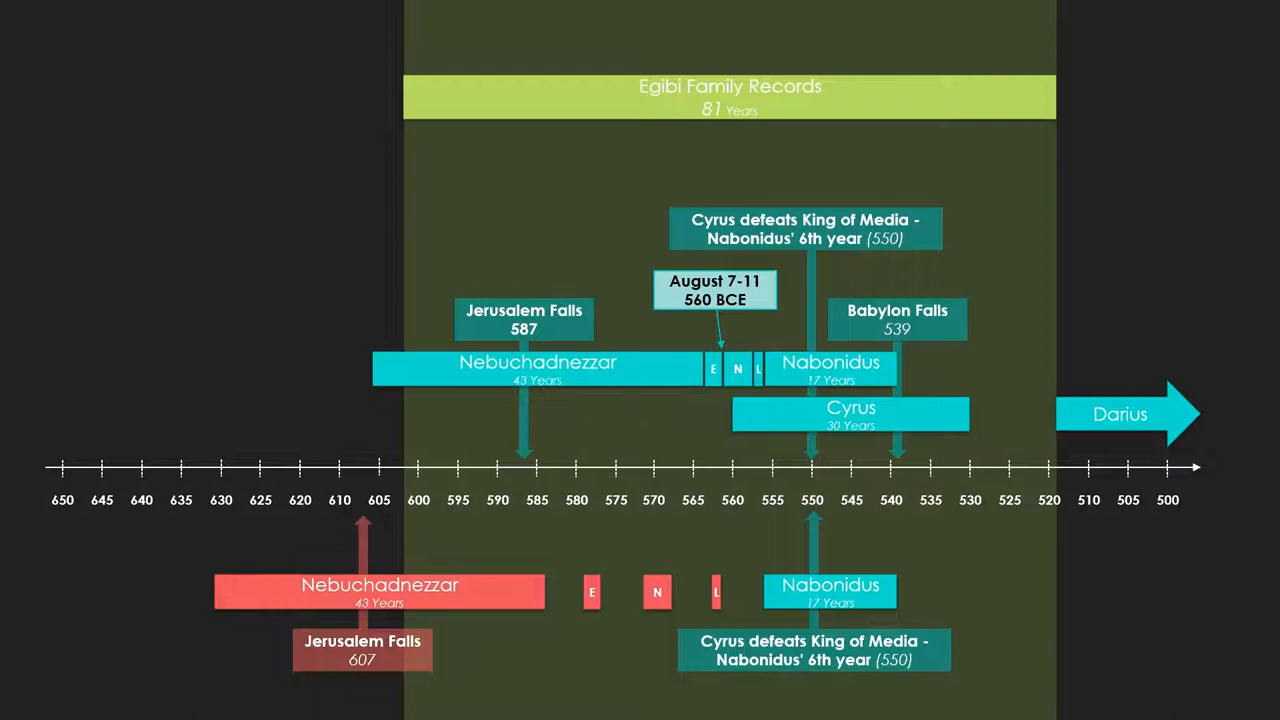 Egibi Family Records
81 Years
Cyrus defeats King of Media -
Nabonidus' 6th year (550)
August 7-11
560 BCE
Jerusalem Falls
587
Babylon Falls
539
Nebuchadnezzar
43 Years
E
N
L
Nabonidus
17 Years
Cyrus
30 Years
Darius
650 645 640 635 630 625 620 610 605 600 595 590 585 580 575 570 565 560 555 550 545 540 535 530 525 520 510 505 500
Nebuchadnezzar
43 Years
E
N
L
Nabonidus
17 Years
Jerusalem Falls
607
Cyrus defeats King of Media -
Nabonidus' 6th year (550)